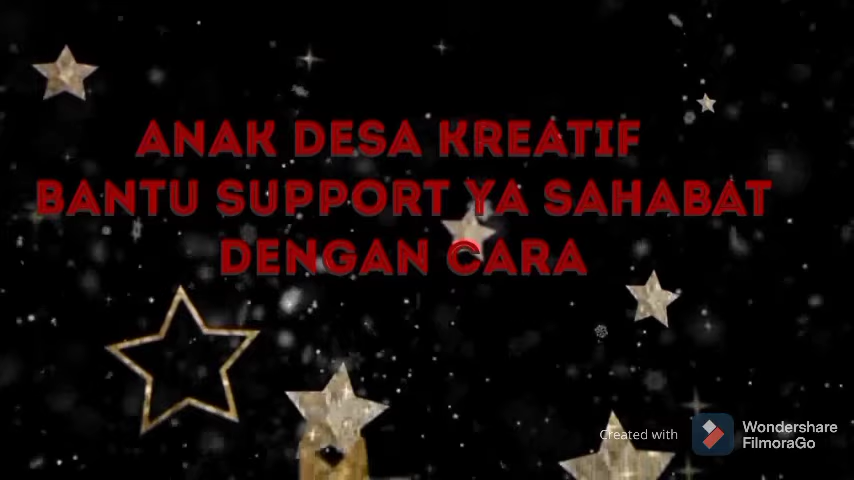 ANAK DESA KREATIF
BANTU SUPPORT YA SAHABAT
DENGAN CARA
Created with
Wondershare
FilmoraGo